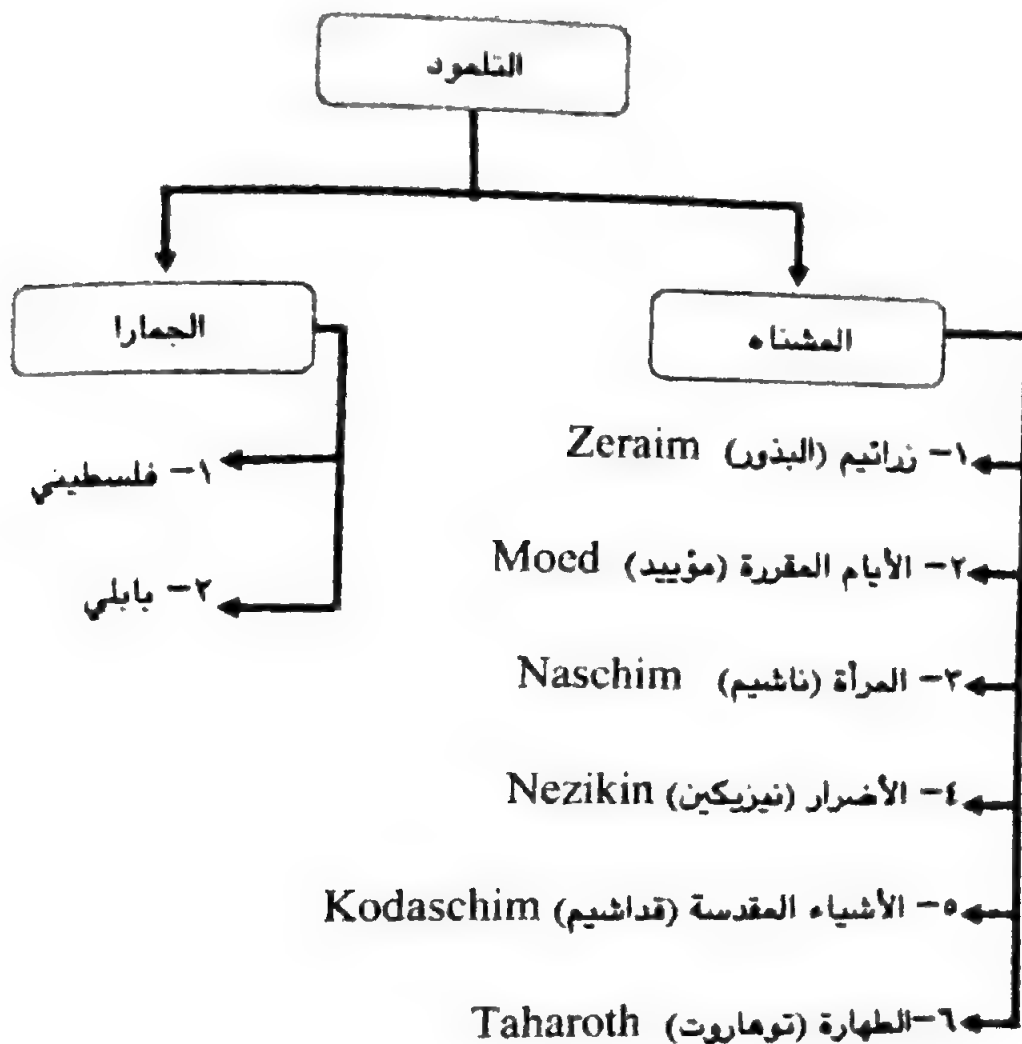 التلمود
المشناه
١- زراثيم (البذور) Zeraim
٢- الأيام المقررة (مؤييد) Moed
٣- المرأة (ناشيم) Naschim
٤- الأضرار (نيزيكين) Nezikin
٥- الأشياء المقدسة (قداشيم) Kodaschim
٦- الطهارة (توهاروت) Taharoth
الجمارا
١- فلسطيني
٢- بابلي